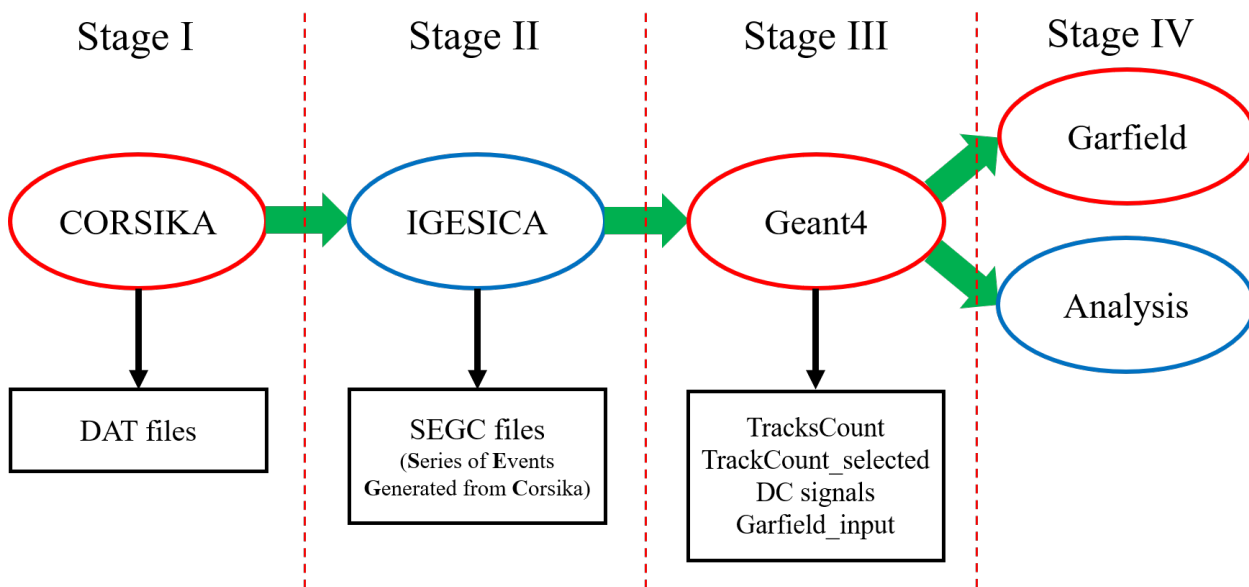 Stage I
Stage II
Stage III
Stage IV
CORSIKA
IGESICA
Geant4
Garfield
Analysis
DAT files
SEGC files
(Series of Events
Generated from Corsika)
TracksCount
TrackCount_selected
DC signals
Garfield_input